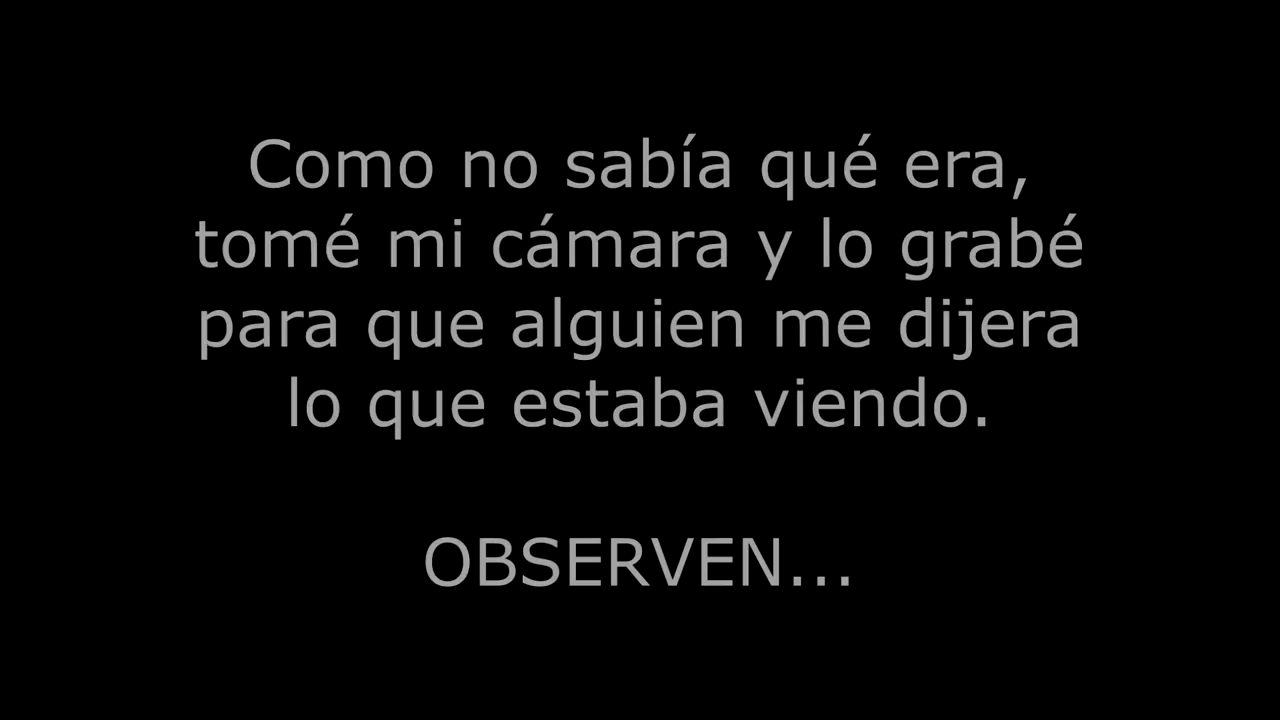 Como no sabía qué era,
tomé mi cámara y lo grabé
para que alguien me dijera
lo que estaba viendo.
OBSERVEN...